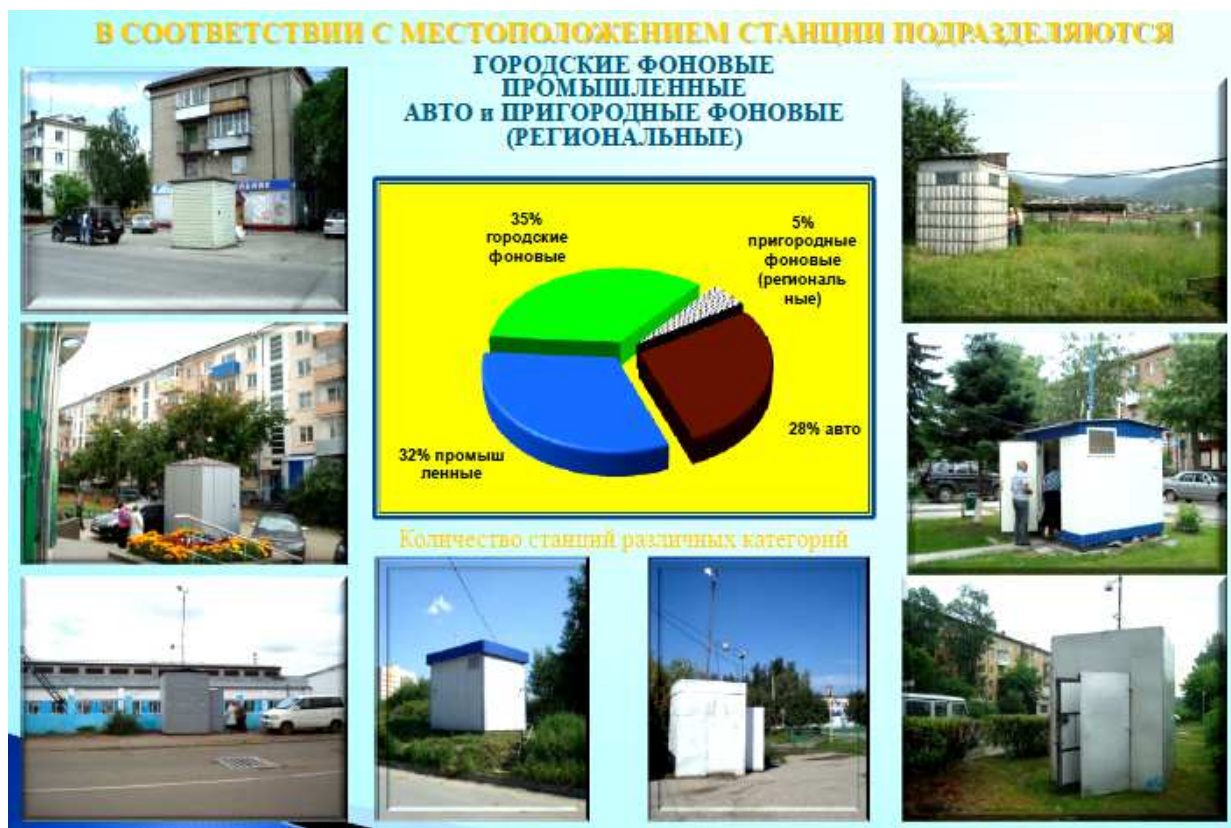 В СООТВЕТСТВИИ С МЕСТОПОЛОЖЕНИЕМ СТАНЦИИ ПОДРАЗДЕЛЯЮТСЯ
ГОРОДСКИЕ ФОНОВЫЕ
ПРОМЫШЛЕННЫЕ
АВТО и ПРИГОРОДНЫЕ ФОНОВЫЕ
(РЕГИОНАЛЬНЫЕ)
35%
городские
фоновые
5%
пригородные
фоновые
(региональ
ные)
28% авто
32% промыш
ленные
Количество станций различных категорий